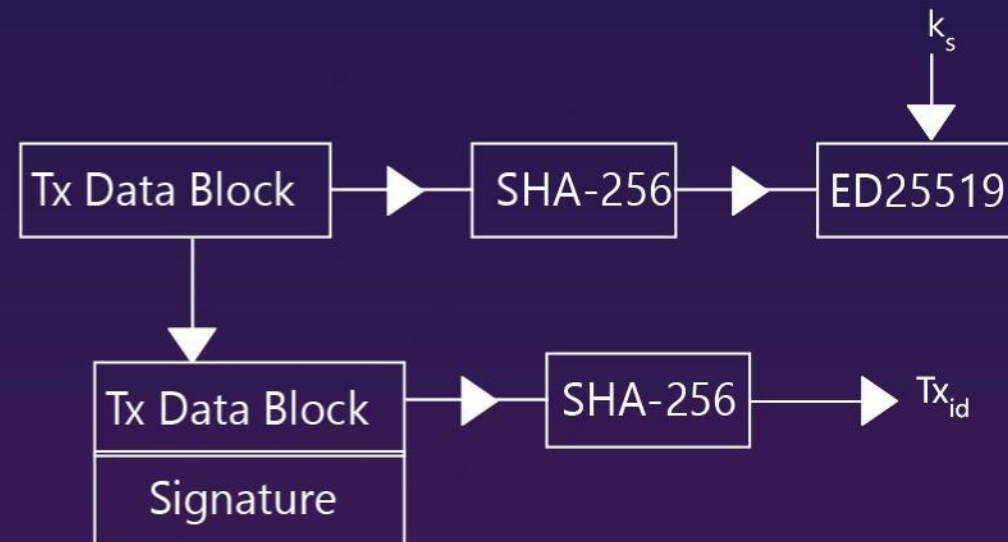 k_s
Tx Data Block
SHA-256
ED25519
Tx Data Block
SHA-256
Tx_id
Signature